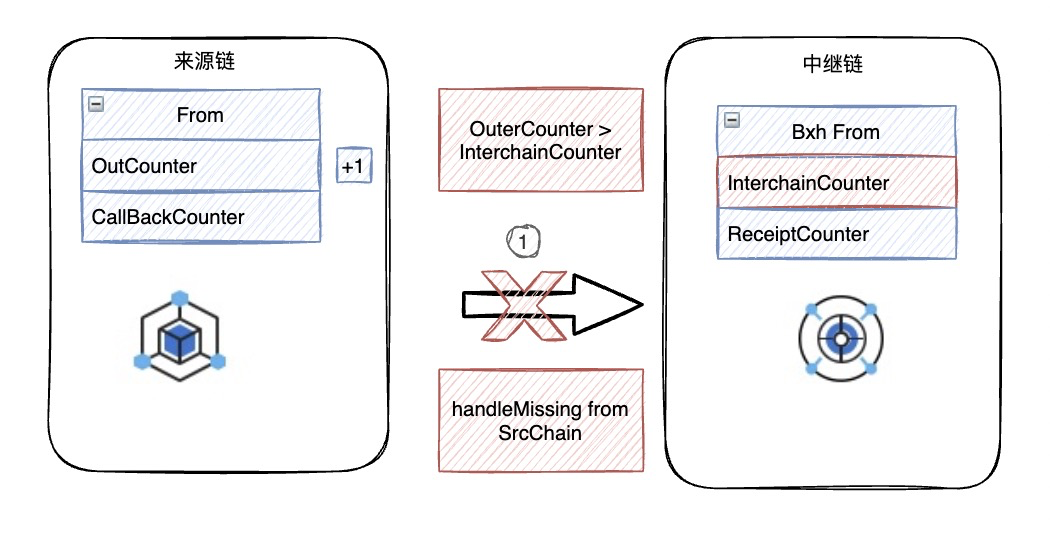 来源链
From
OutCounter
+1
CallBackCounter
OuterCounter >
InterchainCounter
1
handleMissing from
SrcChain
中继链
Bxh From
InterchainCounter
ReceiptCounter